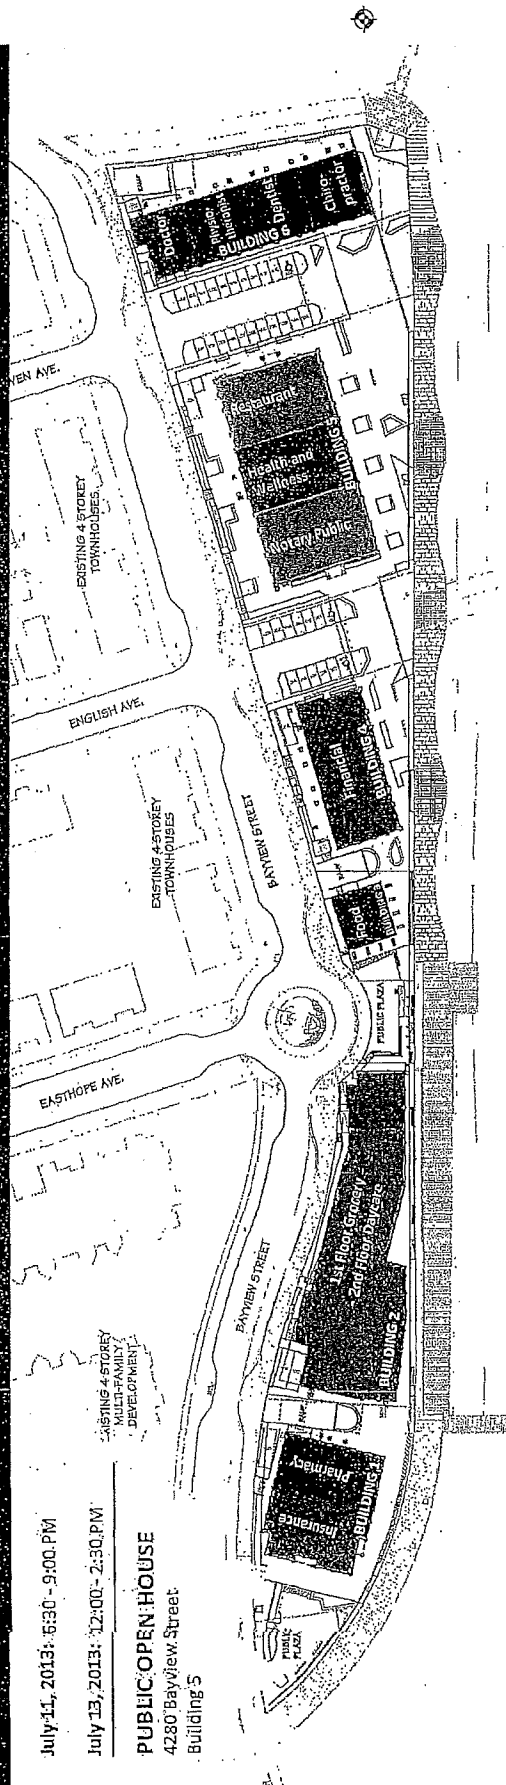 July 11, 2013: 6:30 - 9:00 PM
July 13, 2013: 12:00 - 2:30 PM
PUBLIC OPEN HOUSE
4280 Bayview Street
Building 5
EXISTING 4-STOREY
MULTI-FAMILY
DEVELOPMENT
EASTHOPE AVE.
EXISTING 4-STOREY
TOWNHOUSES
ENGLISH AVE.
EXISTING 4-STOREY
TOWNHOUSES
VEN AVE.
BAYVIEW STREET
BAYVIEW STREET
PUBLIC
PLAZA
Insurance
Pharmacy
BUILDING 1
1st Floor Grocery
2nd Floor Daycare
BUILDING 2
PUBLIC PLAZA
Food
BUILDING
Financial
BUILDING 4
Notary Public
Health and
Wellness
Restaurant
BUILDING 5
Doctor
Dentist
Chiro-
practor
BUILDING 6